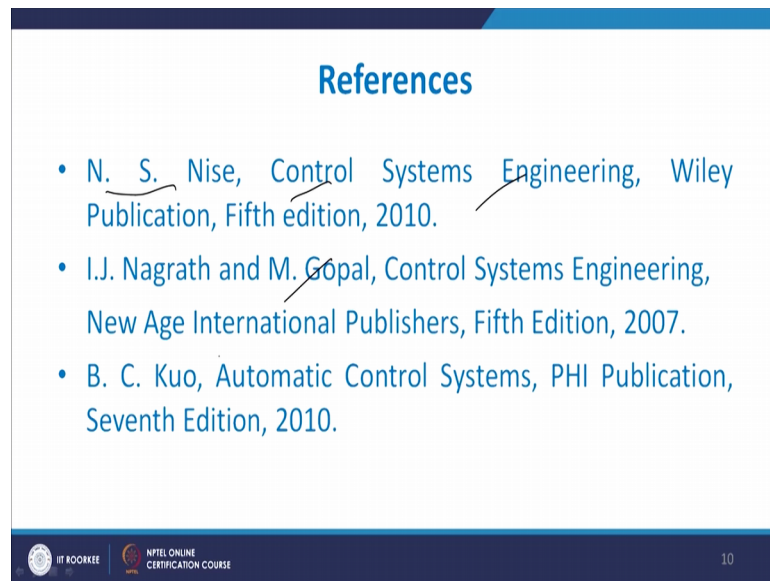 References
• N. S. Nise, Control Systems Engineering, Wiley
Publication, Fifth edition, 2010.
• I.J. Nagrath and M. Gopal, Control Systems Engineering,
New Age International Publishers, Fifth Edition, 2007.
• B. C. Kuo, Automatic Control Systems, PHI Publication,
Seventh Edition, 2010.
IIT ROORKEE
NPTEL ONLINE
CERTIFICATION COURSE
10